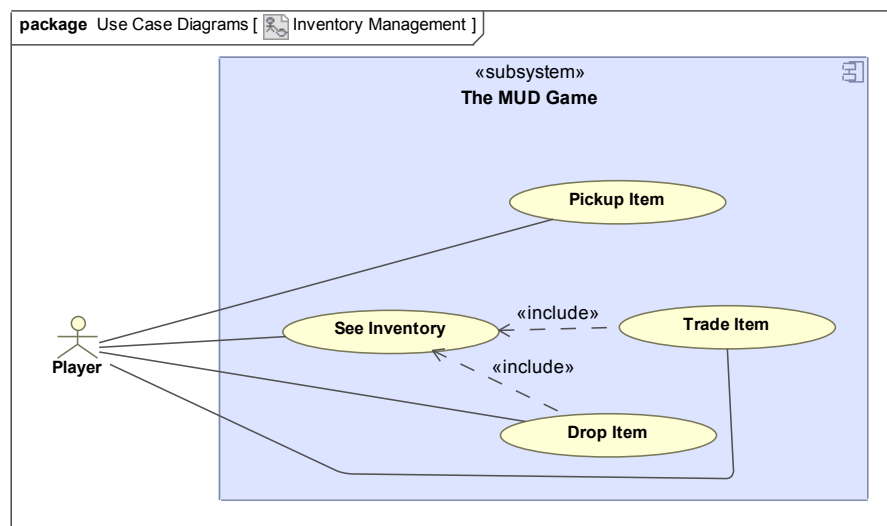 package Use Case Diagrams [ Inventory Management ]
«subsystem»
The MUD Game
Pickup Item
«include»
See Inventory
Trade Item
Player
«include»
Drop Item